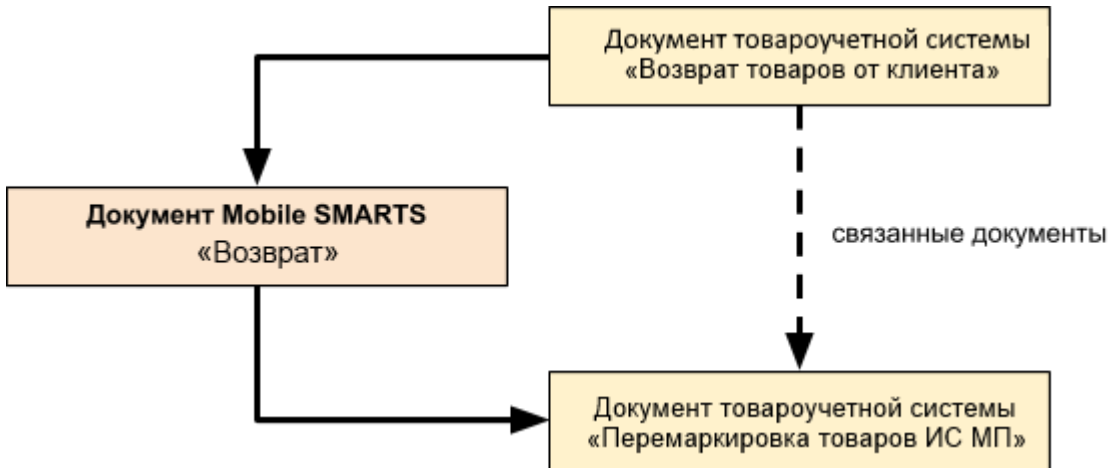 Документ товароучетной системы
«Возврат товаров от клиента»
Документ Mobile SMARTS
«Возврат»
связанные документы
Документ товароучетной системы
«Перемаркировка товаров ИС МП»